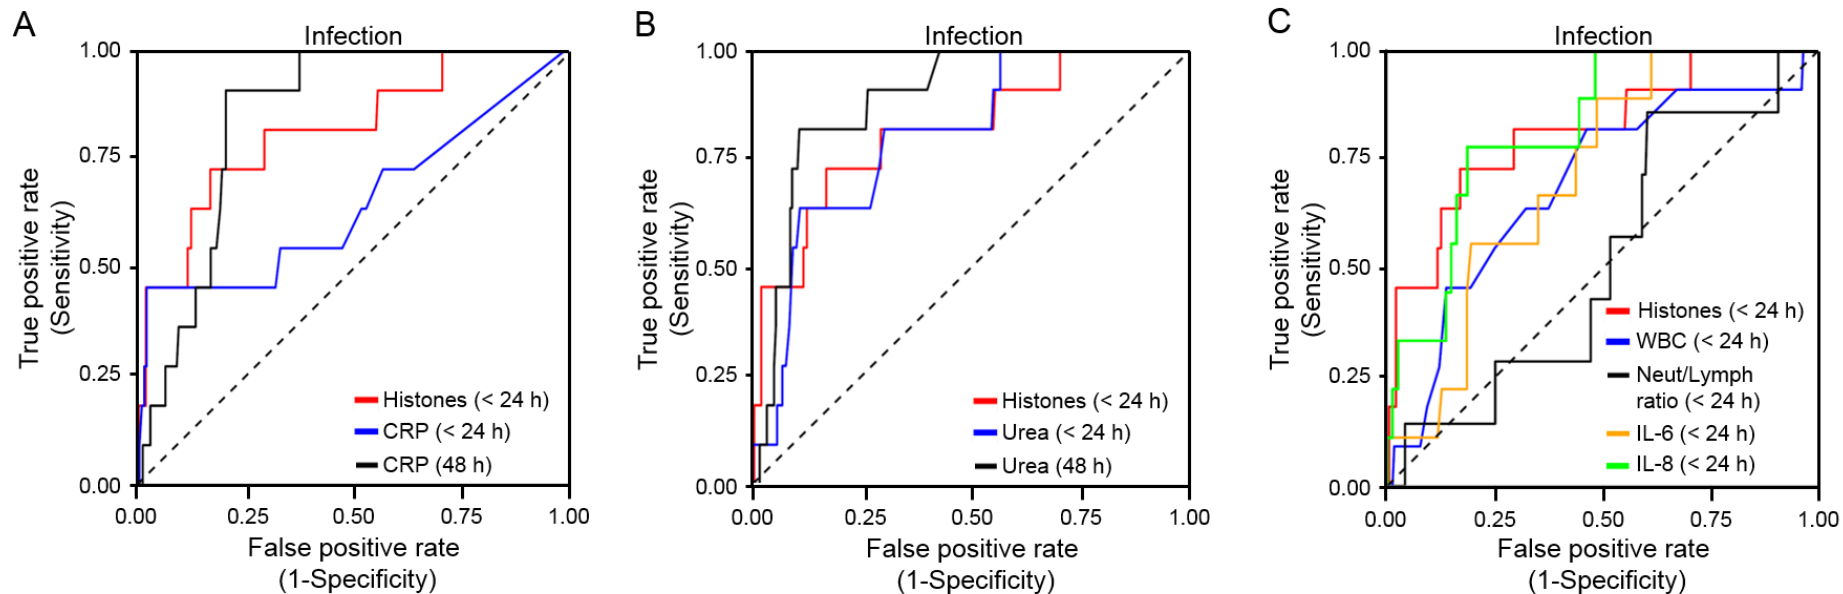 A
Infection
1.00
0.75
0.50
0.25
0.00
True positive rate
(Sensitivity)
Histones (< 24 h)
CRP (< 24 h)
CRP (48 h)
0.00 0.25 0.50 0.75 1.00
False positive rate
(1-Specificity)
B
Infection
1.00
0.75
0.50
0.25
0.00
True positive rate
(Sensitivity)
Histones (< 24 h)
Urea (< 24 h)
Urea (48 h)
0.00 0.25 0.50 0.75 1.00
False positive rate
(1-Specificity)
C
Infection
1.00
0.75
0.50
0.25
0.00
True positive rate
(Sensitivity)
Histones (< 24 h)
WBC (< 24 h)
Neut/Lymph
ratio (< 24 h)
IL-6 (< 24 h)
IL-8 (< 24 h)
0.00 0.25 0.50 0.75 1.00
False positive rate
(1-Specificity)